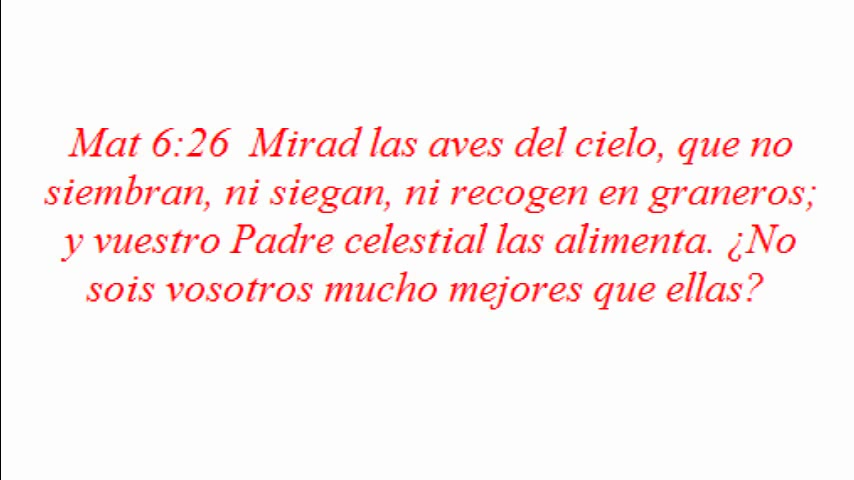 Mat 6:26  Mirad las aves del cielo, que no
siembran, ni siegan, ni recogen en graneros;
y vuestro Padre celestial las alimenta. ¿No
sois vosotros mucho mejores que ellas?